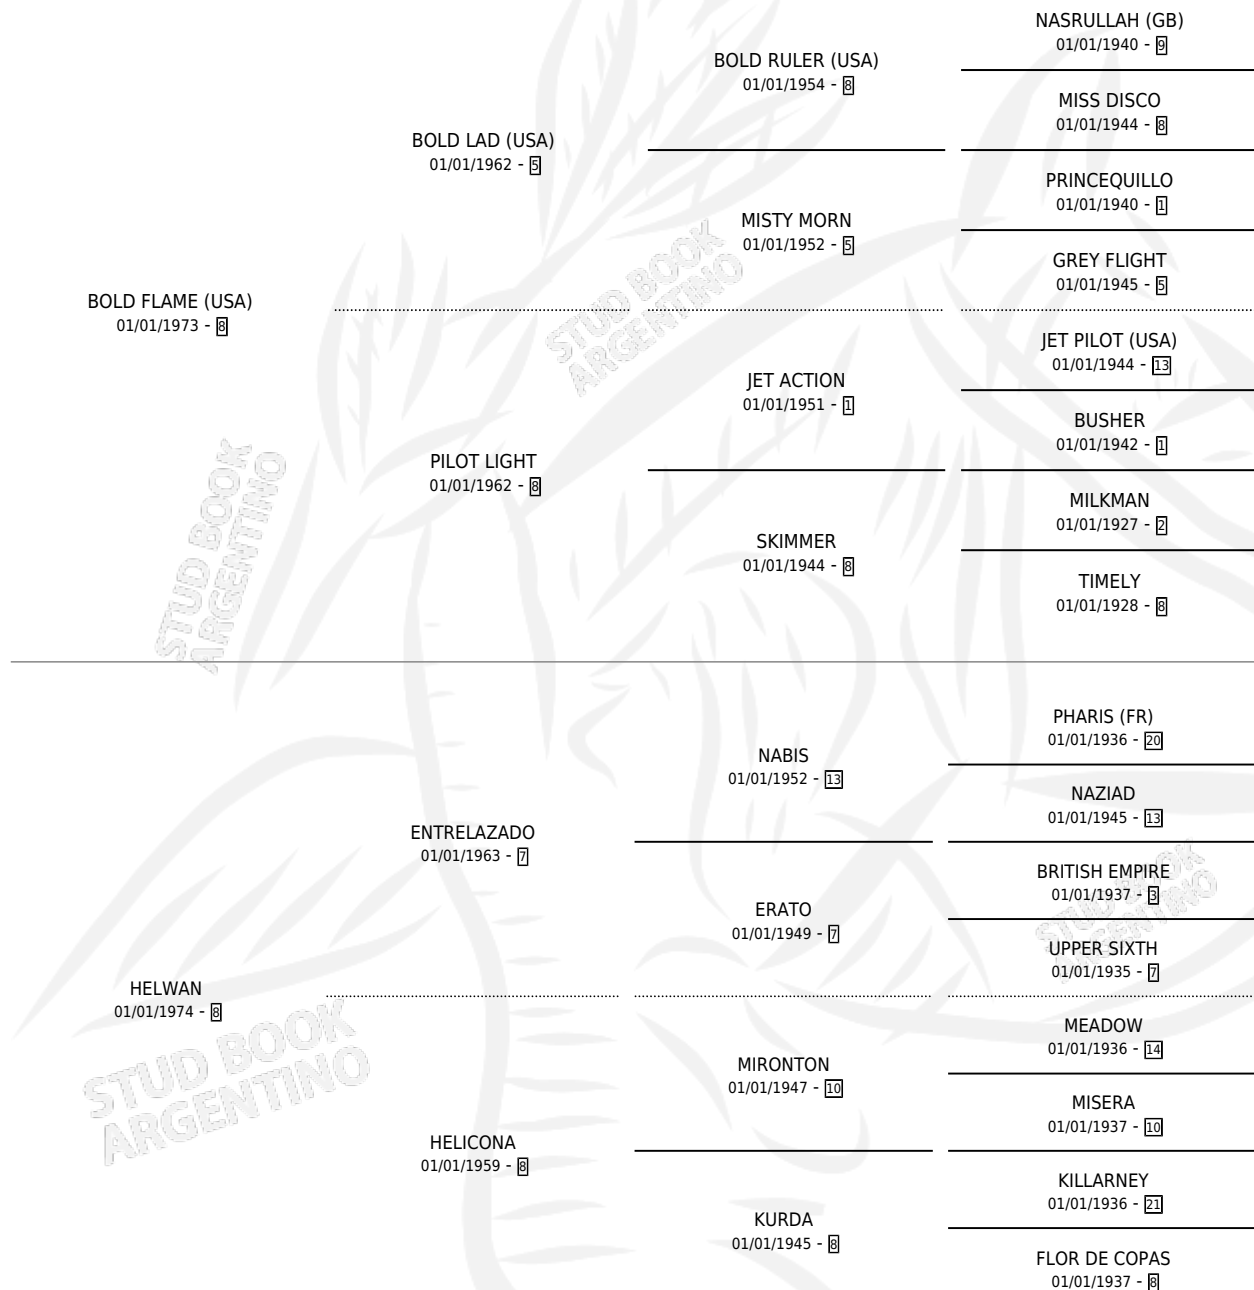 NASRULLAH (GB)
01/01/1940 - 9
BOLD RULER (USA)
01/01/1954 - 8
MISS DISCO
01/01/1944 - 8
BOLD LAD (USA)
01/01/1962 - 5
PRINCEQUILLO
01/01/1940 - 1
MISTY MORN
01/01/1952 - 5
GREY FLIGHT
01/01/1945 - 5
BOLD FLAME (USA)
01/01/1973 - 8
STUD BOOK
ARGENTINO
JET PILOT (USA)
01/01/1944 - 13
JET ACTION
01/01/1951 - 1
BUSHER
01/01/1942 - 1
PILOT LIGHT
01/01/1962 - 8
MILKMAN
01/01/1927 - 2
SKIMMER
01/01/1944 - 8
TIMELY
01/01/1928 - 8
STUD BOOK
ARGENTINO
PHARIS (FR)
01/01/1936 - 20
NABIS
01/01/1952 - 13
NAZIAD
01/01/1945 - 13
ENTRELAZADO
01/01/1963 - 7
BRITISH EMPIRE
01/01/1937 - 3
ERATO
01/01/1949 - 7
STUD BOOK
ARGENTINO
UPPER SIXTH
01/01/1935 - 7
HELWAN
01/01/1974 - 8
STUD BOOK
ARGENTINO
MEADOW
01/01/1936 - 14
MIRONTON
01/01/1947 - 10
MISERA
01/01/1937 - 10
HELICONA
01/01/1959 - 8
KILLARNEY
01/01/1936 - 21
KURDA
01/01/1945 - 8
FLOR DE COPAS
01/01/1937 - 8